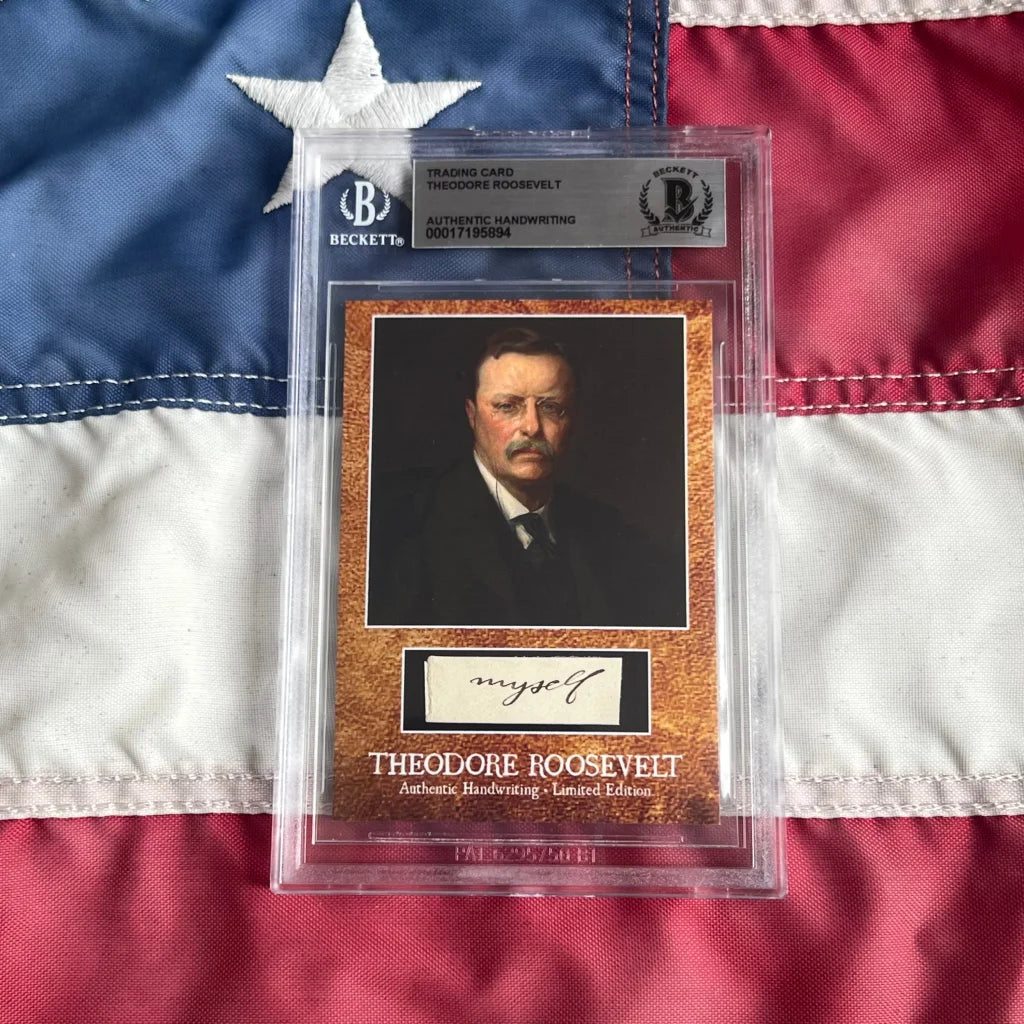 TRADING CARD
THEODORE ROOSEVELT
AUTHENTIC HANDWRITING
00017195894
BECKETT
B
AUTHENTIC
B
BECKETT®
myself
THEODORE ROOSEVELT
Authentic Handwriting • Limited Edition